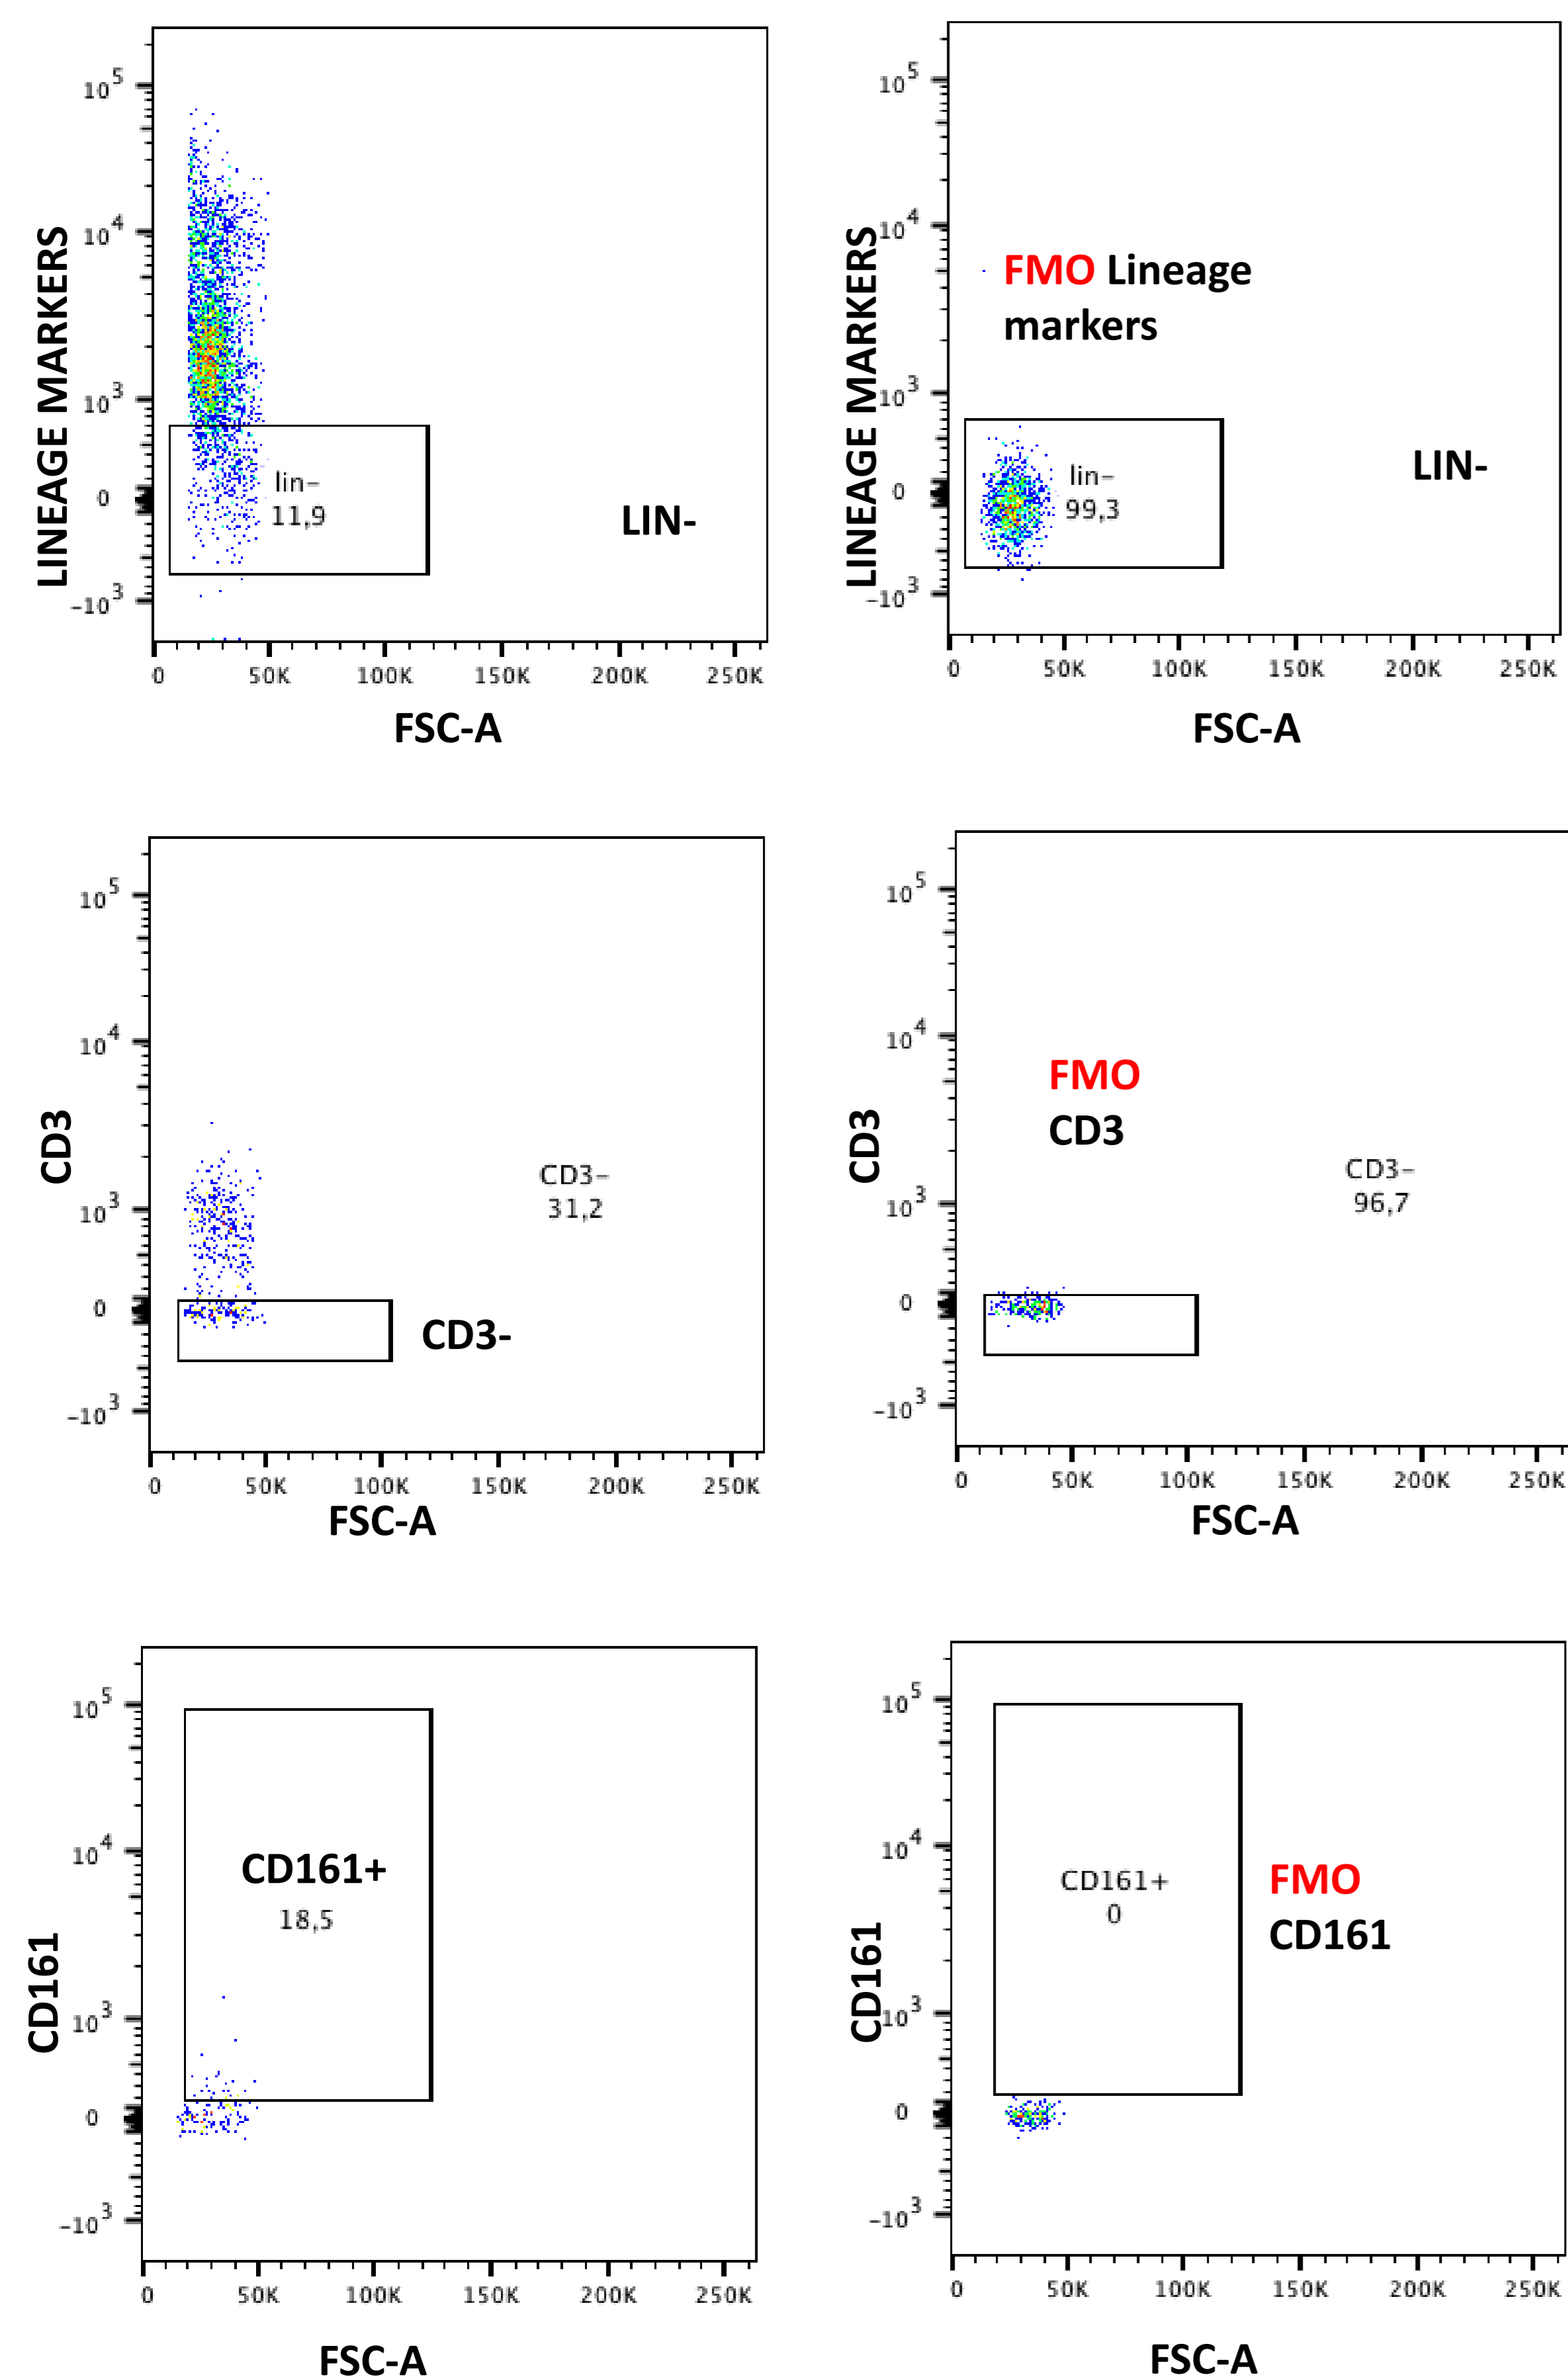 LINEAGE MARKERS
10^5
10^4
10^3
0
-10^3
lin-
11,9
LIN-
0 50K 100K 150K 200K 250K
FSC-A
LINEAGE MARKERS
10^5
10^4
10^3
0
-10^3
FMO Lineage
markers
lin-
99,3
LIN-
0 50K 100K 150K 200K 250K
FSC-A
CD3
10^5
10^4
10^3
0
-10^3
CD3-
31,2
CD3-
0 50K 100K 150K 200K 250K
FSC-A
CD3
10^5
10^4
10^3
0
-10^3
FMO
CD3
CD3-
96,7
0 50K 100K 150K 200K 250K
FSC-A
CD161
10^5
10^4
10^3
0
-10^3
CD161+
18,5
0 50K 100K 150K 200K 250K
FSC-A
CD161
10^5
10^4
10^3
0
-10^3
CD161+
0
FMO
CD161
0 50K 100K 150K 200K 250K
FSC-A